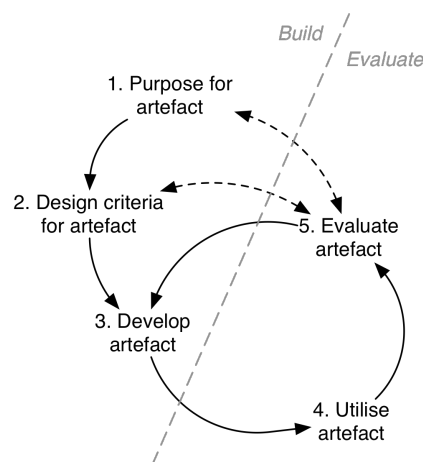 Build
Evaluate
1. Purpose for
artefact
2. Design criteria
for artefact
5. Evaluate
artefact
3. Develop
artefact
4. Utilise
artefact